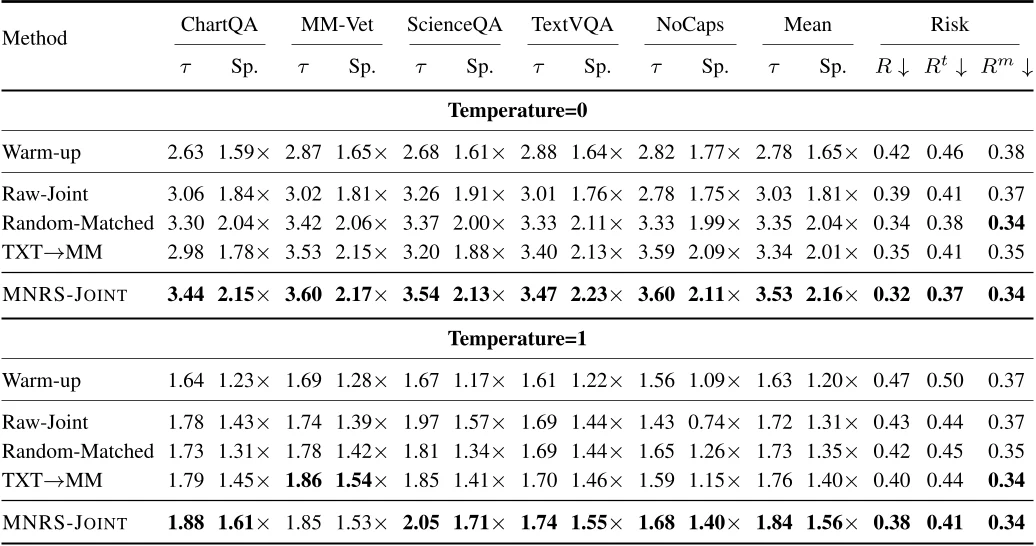 Method ChartQA MM-Vet ScienceQA TextVQA NoCaps Mean Risk
τ Sp. τ Sp. τ Sp. τ Sp. τ Sp. τ Sp. R ↓ Rᵗ ↓ Rᵐ ↓
Temperature=0
Warm-up 2.63 1.59× 2.87 1.65× 2.68 1.61× 2.88 1.64× 2.82 1.77× 2.78 1.65× 0.42 0.46 0.38
Raw-Joint 3.06 1.84× 3.02 1.81× 3.26 1.91× 3.01 1.76× 2.78 1.75× 3.03 1.81× 0.39 0.41 0.37
Random-Matched 3.30 2.04× 3.42 2.06× 3.37 2.00× 3.33 2.11× 3.33 1.99× 3.35 2.04× 0.34 0.38 0.34
TXT→MM 2.98 1.78× 3.53 2.15× 3.20 1.88× 3.40 2.13× 3.59 2.09× 3.34 2.01× 0.35 0.41 0.35
MNRS-JOINT 3.44 2.15× 3.60 2.17× 3.54 2.13× 3.47 2.23× 3.60 2.11× 3.53 2.16× 0.32 0.37 0.34
Temperature=1
Warm-up 1.64 1.23× 1.69 1.28× 1.67 1.17× 1.61 1.22× 1.56 1.09× 1.63 1.20× 0.47 0.50 0.37
Raw-Joint 1.78 1.43× 1.74 1.39× 1.97 1.57× 1.69 1.44× 1.43 0.74× 1.72 1.31× 0.43 0.44 0.37
Random-Matched 1.73 1.31× 1.78 1.42× 1.81 1.34× 1.69 1.44× 1.65 1.26× 1.73 1.35× 0.42 0.45 0.35
TXT→MM 1.79 1.45× 1.86 1.54× 1.85 1.41× 1.70 1.46× 1.59 1.15× 1.76 1.40× 0.40 0.44 0.34
MNRS-JOINT 1.88 1.61× 1.85 1.53× 2.05 1.71× 1.74 1.55× 1.68 1.40× 1.84 1.56× 0.38 0.41 0.34